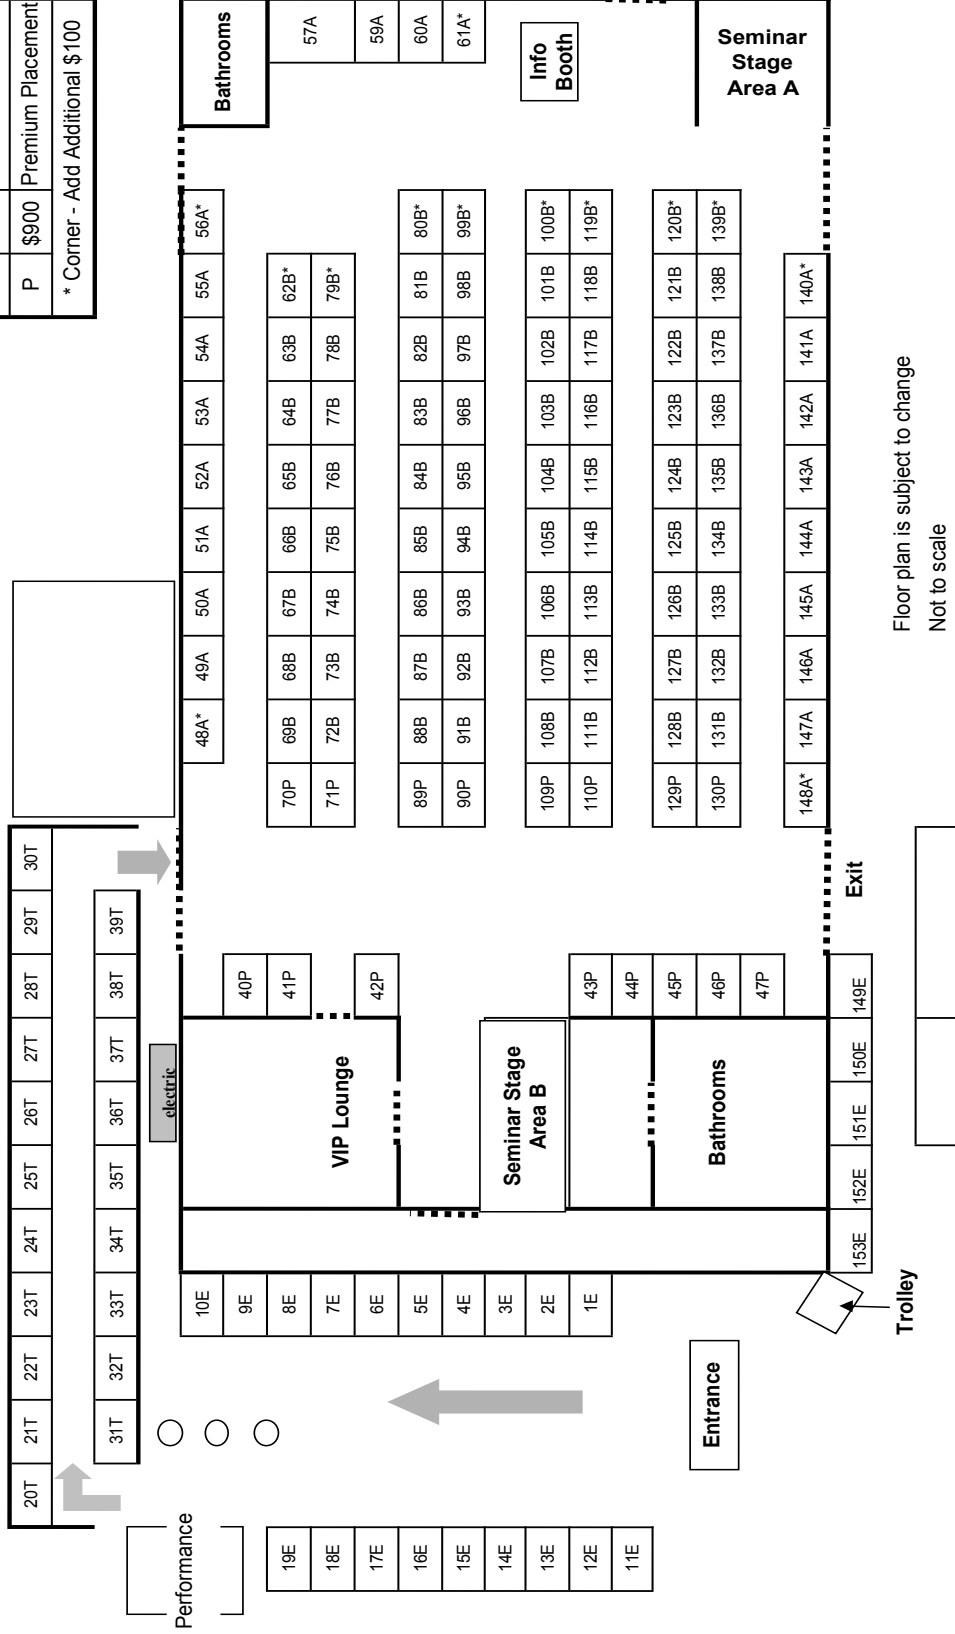 P $900 Premium Placement
* Corner - Add Additional $100
Bathrooms
57A
59A
60A
61A*
Info
Booth
Seminar
Stage
Area A
48A* 49A 50A 51A 52A 53A 54A 55A 56A*
70P 69B 68B 67B 66B 65B 64B 63B 62B*
71P 72B 73B 74B 75B 76B 77B 78B 79B*
89P 88B 87B 86B 85B 84B 83B 82B 81B 80B*
90P 91B 92B 93B 94B 95B 96B 97B 98B 99B*
109P 108B 107B 106B 105B 104B 103B 102B 101B 100B*
110P 111B 112B 113B 114B 115B 116B 117B 118B 119B*
129P 128B 127B 126B 125B 124B 123B 122B 121B 120B*
130P 131B 132B 133B 134B 135B 136B 137B 138B 139B*
148A* 147A 146A 145A 144A 143A 142A 141A 140A*
20T 21T 22T 23T 24T 25T 26T 27T 28T 29T 30T
31T 32T 33T 34T 35T 36T 37T 38T 39T
electric
40P
41P
42P
43P
44P
45P
46P
47P
VIP Lounge
Seminar Stage
Area B
Bathrooms
Exit
153E 152E 151E 150E 149E
10E
9E
8E
7E
6E
5E
4E
3E
2E
1E
Trolley
Entrance
Performance
19E
18E
17E
16E
15E
14E
13E
12E
11E
Floor plan is subject to change
Not to scale